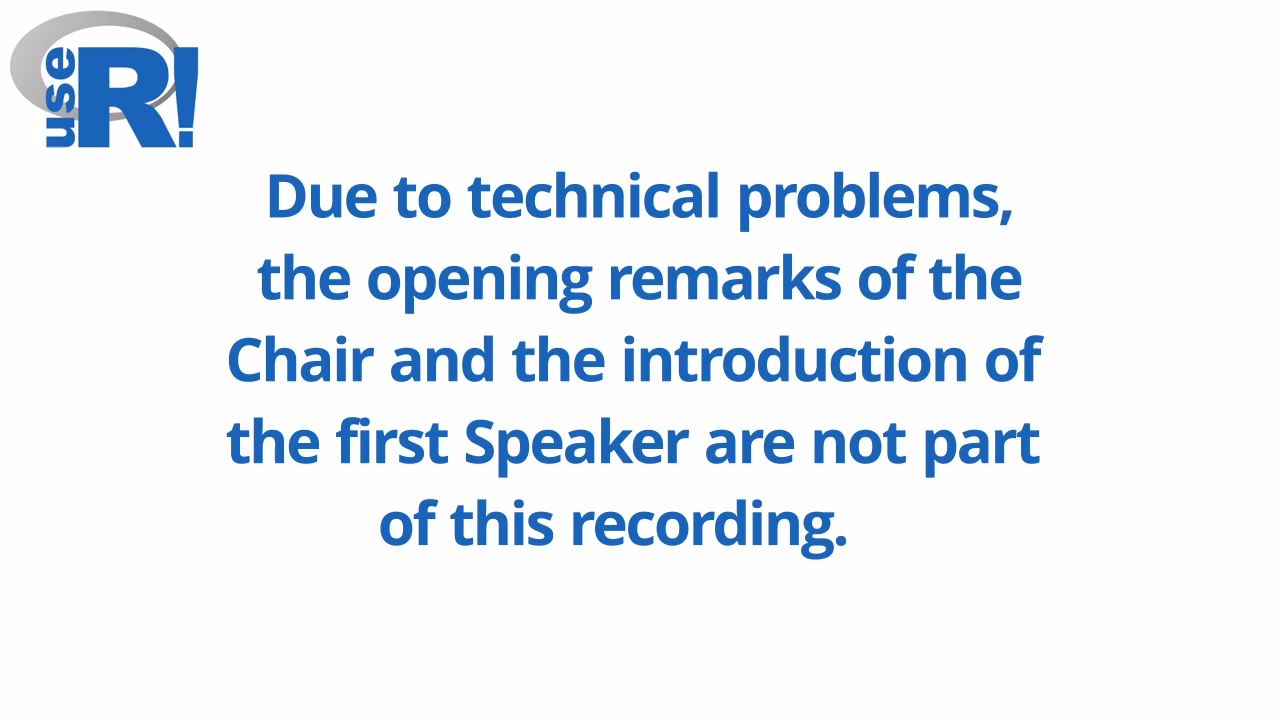 use R!
Due to technical problems,
the opening remarks of the
Chair and the introduction of
the first Speaker are not part
of this recording.